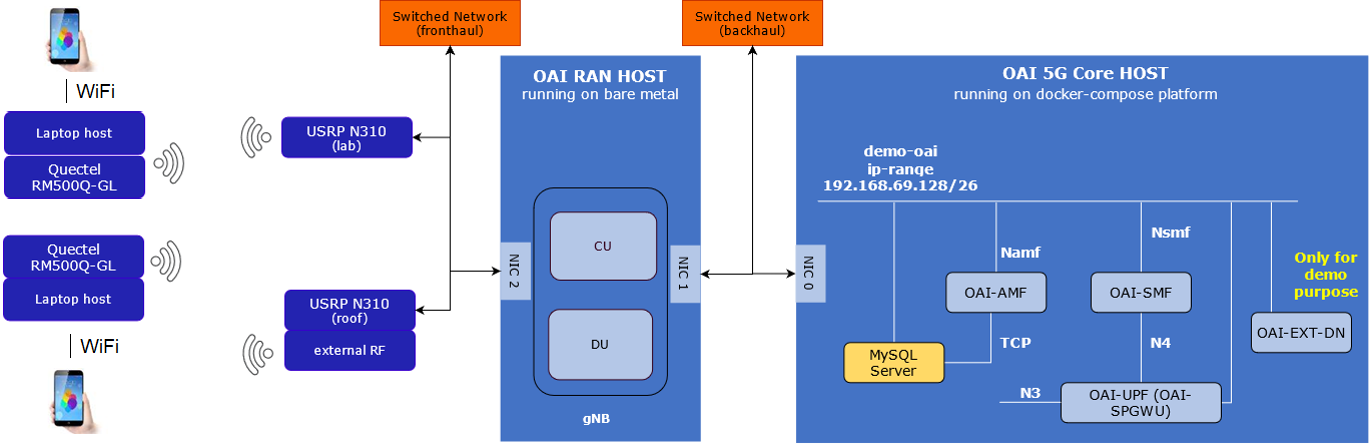 Switched Network
(fronthaul)
Switched Network
(backhaul)
WiFi
Laptop host
Quectel
RM500Q-GL
Quectel
RM500Q-GL
Laptop host
WiFi
USRP N310
(lab)
USRP N310
(roof)
external RF
OAI RAN HOST
running on bare metal
NIC 2
CU
DU
gNB
NIC 1
OAI 5G Core HOST
running on docker-compose platform
NIC 0
demo-oai
ip-range
192.168.69.128/26
Namf
Nsmf
OAI-AMF
OAI-SMF
Only for
demo
purpose
OAI-EXT-DN
TCP
N4
MySQL
Server
N3
OAI-UPF (OAI-
SPGWU)